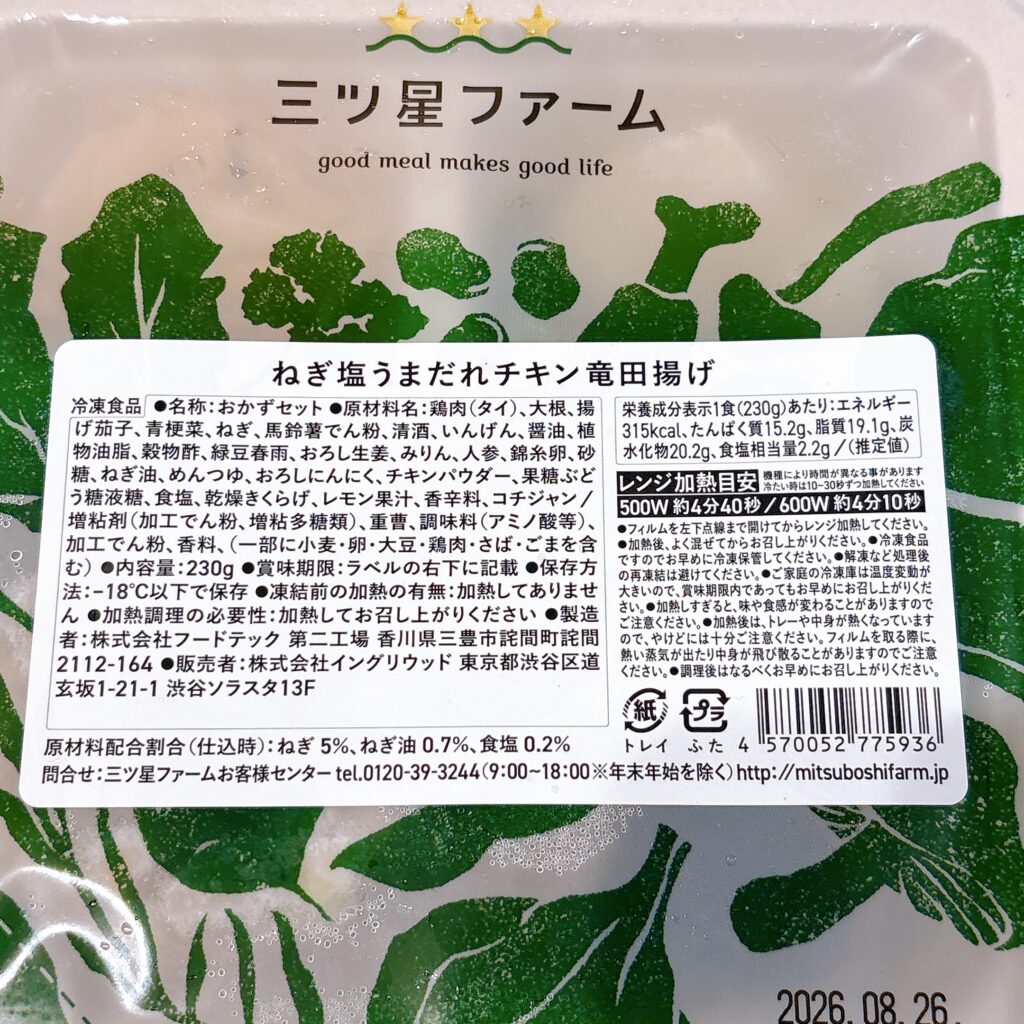 三ツ星ファーム
good meal makes good life
ねぎ塩うまだれチキン竜田揚げ
冷凍食品 ●名称:おかずセット ●原材料名:鶏肉(タイ)、大根、揚
げ茄子、青梗菜、ねぎ、馬鈴薯でん粉、清酒、いんげん、醤油、植
物油脂、穀物酢、緑豆春雨、おろし生姜、みりん、人参、錦糸卵、砂
糖、ねぎ油、めんつゆ、おろしにんにく、チキンパウダー、果糖ぶど
う糖液糖、食塩、乾燥きくらげ、レモン果汁、香辛料、コチジャン/
増粘剤(加工でん粉、増粘多糖類)、重曹、調味料(アミノ酸等)、
加工でん粉、香料、(一部に小麦・卵・大豆・鶏肉・さば・ごまを含
む) ●内容量:230g ●賞味期限:ラベルの右下に記載 ●保存方
法:-18℃以下で保存 ●凍結前の加熱の有無:加熱してありませ
ん ●加熱調理の必要性:加熱してお召し上がりください ●製造
者:株式会社フードテック 第二工場 香川県三豊市詫間町詫間
2112-164 ●販売者:株式会社イングリウッド 東京都渋谷区道
玄坂1-21-1 渋谷ソラスタ13F
栄養成分表示1食(230g)あたり:エネルギー
315kcal、たんぱく質15.2g、脂質19.1g、炭
水化物20.2g、食塩相当量2.2g/(推定値)
レンジ加熱目安 機種により時間が異なる事があります
冷たい時は10~30秒ずつ加熱してください
500W 約4分40秒/600W 約4分10秒
●フィルムを左下点線まで開けてからレンジ加熱してください。
●加熱後、よく混ぜてからお召し上がりください。●冷凍食品
ですのでお早めに冷凍保管してください。●解凍など処理後
の再凍結は避けてください。●ご家庭の冷凍庫は温度変動が
大きいので、賞味期限内であってもお早めにお召し上がりくだ
さい。●加熱しすぎると、味や食感が変わることがありますので
ご注意ください。●加熱後は、トレーや中身が熱くなっています
ので、やけどには十分ご注意ください。フィルムを取る際に、
熱い蒸気が出たり中身が飛び散ることがありますのでご注意
ください。●調理後はなるべくお早めにお召し上がりください。
紙 プラ
トレイ ふた 4 570052 775936
原材料配合割合(仕込時):ねぎ 5%、ねぎ油 0.7%、食塩 0.2%
問合せ:三ツ星ファームお客様センター tel.0120-39-3244(9:00~18:00※年末年始を除く)http://mitsuboshifarm.jp
2026.08.26.